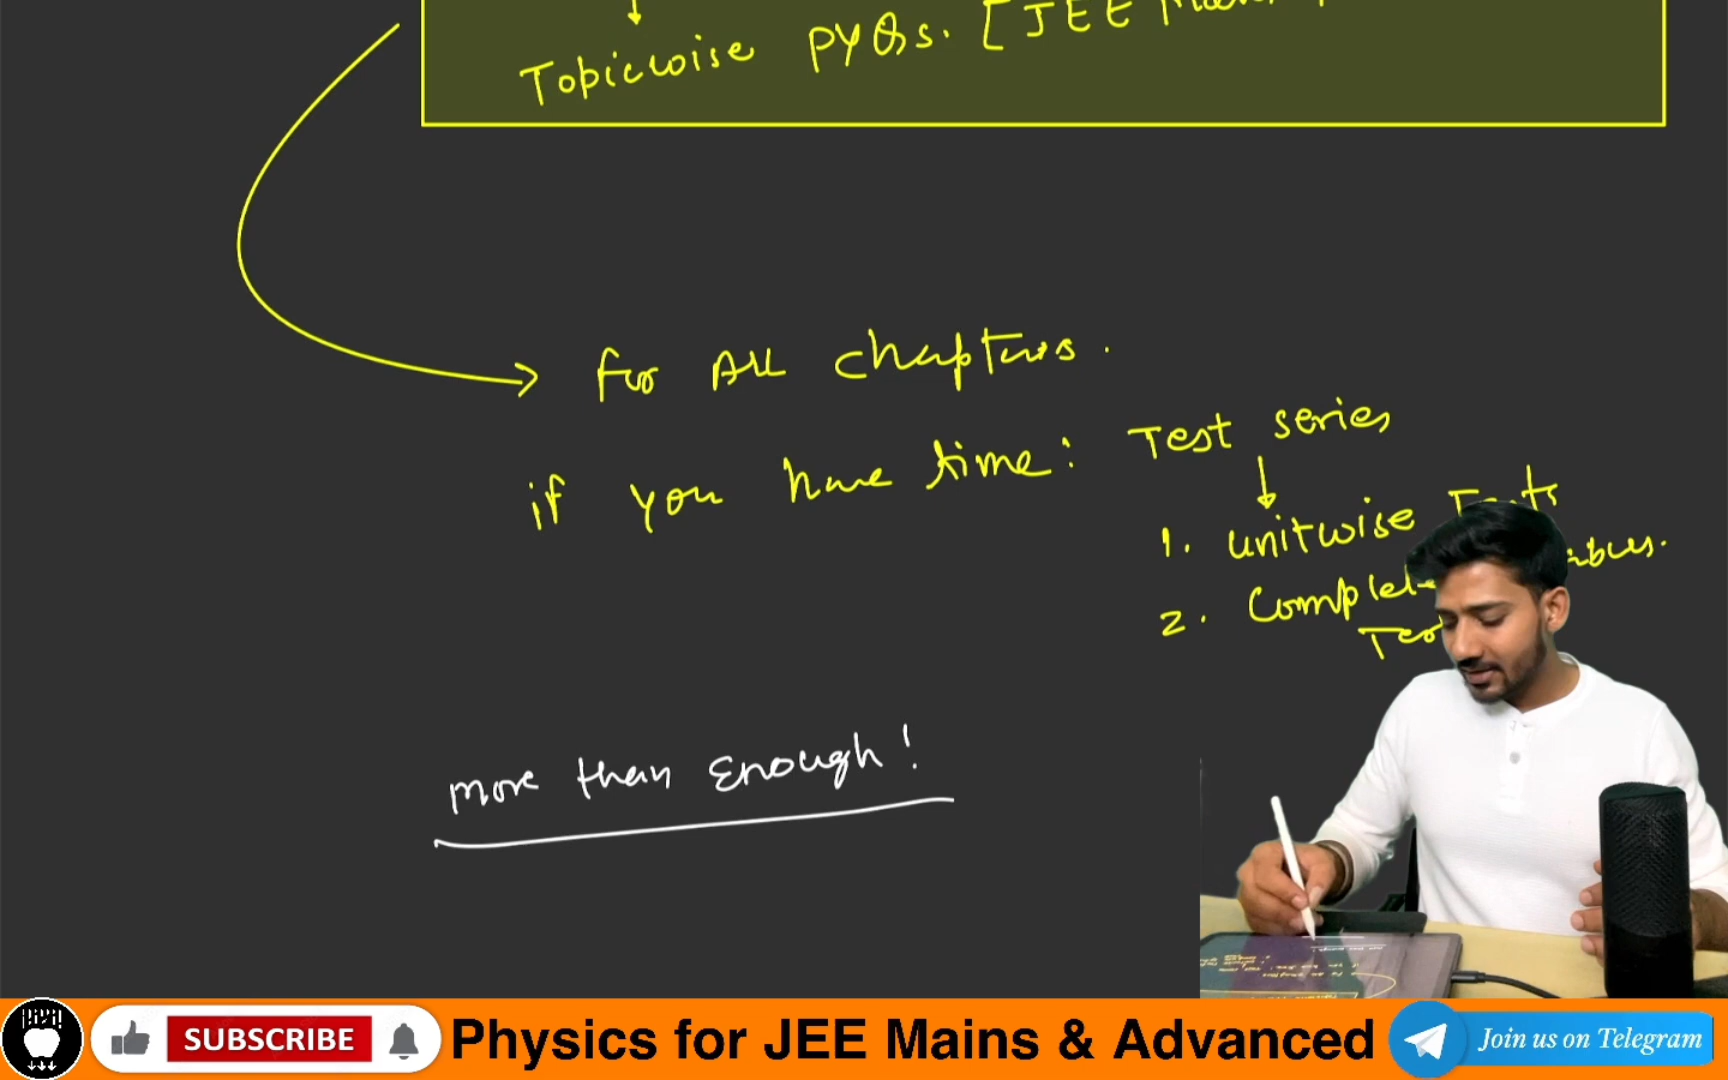 Topicwise PYQs. [JEE
for All chapters.
if you have time: Test series
1. unitwise
2. Complete
more than Enough!
SUBSCRIBE
Physics for JEE Mains & Advanced
Join us on Telegram